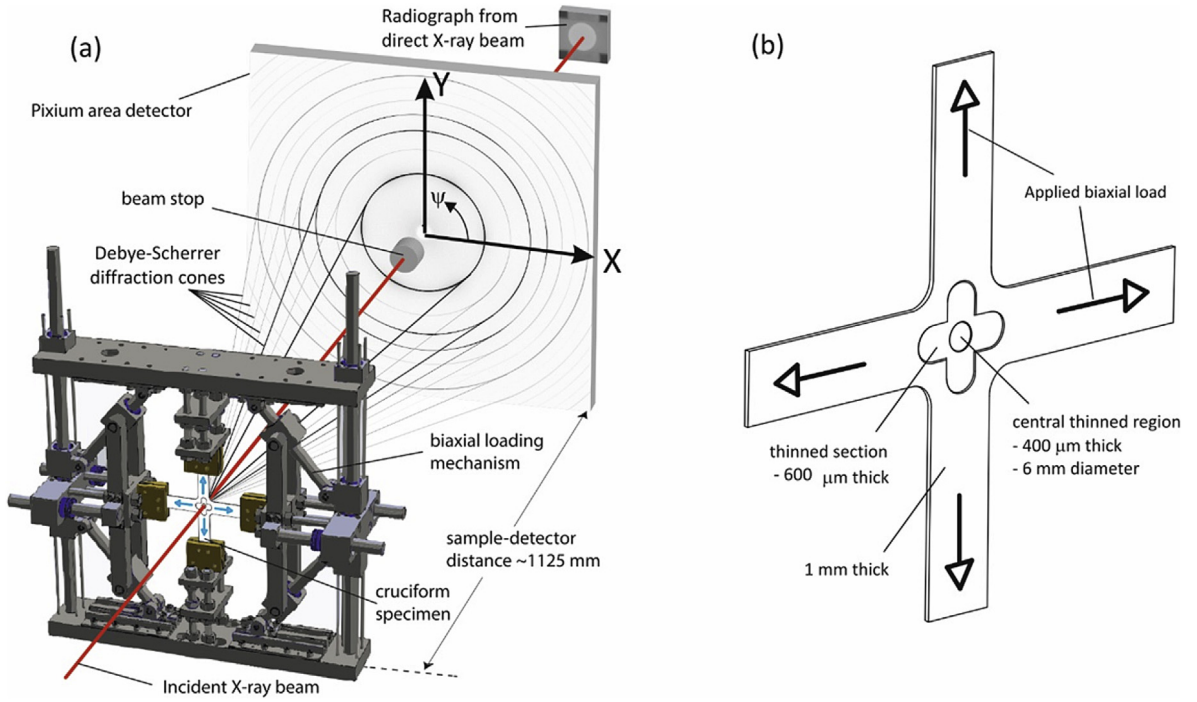 (a)
Radiograph from
direct X-ray beam
Pixium area detector
Y
beam stop
ψ
X
Debye-Scherrer
diffraction cones
biaxial loading
mechanism
sample-detector
distance ~1125 mm
cruciform
specimen
Incident X-ray beam
(b)
Applied biaxial load
thinned section
- 600 μm thick
central thinned region
- 400 μm thick
- 6 mm diameter
1 mm thick